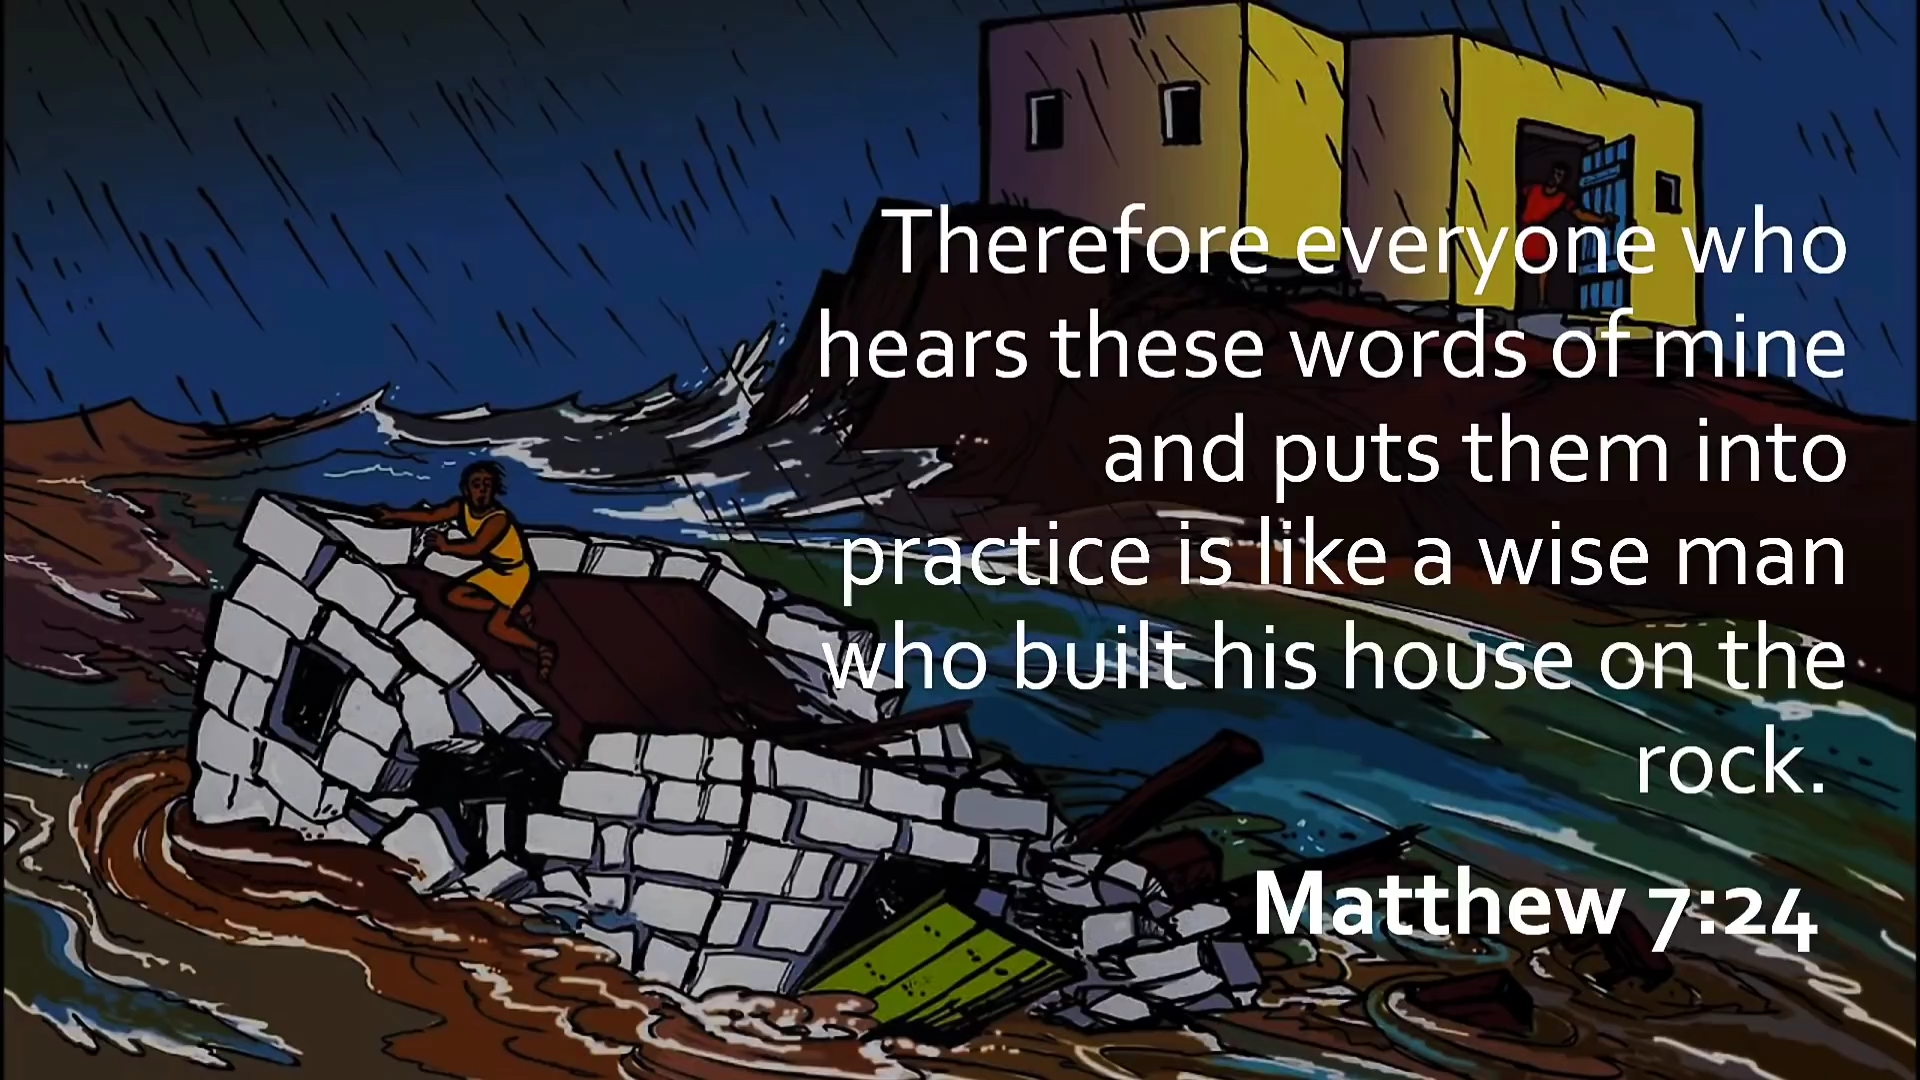 Therefore everyone who
hears these words of mine
and puts them into
practice is like a wise man
who built his house on the
rock.
Matthew 7:24